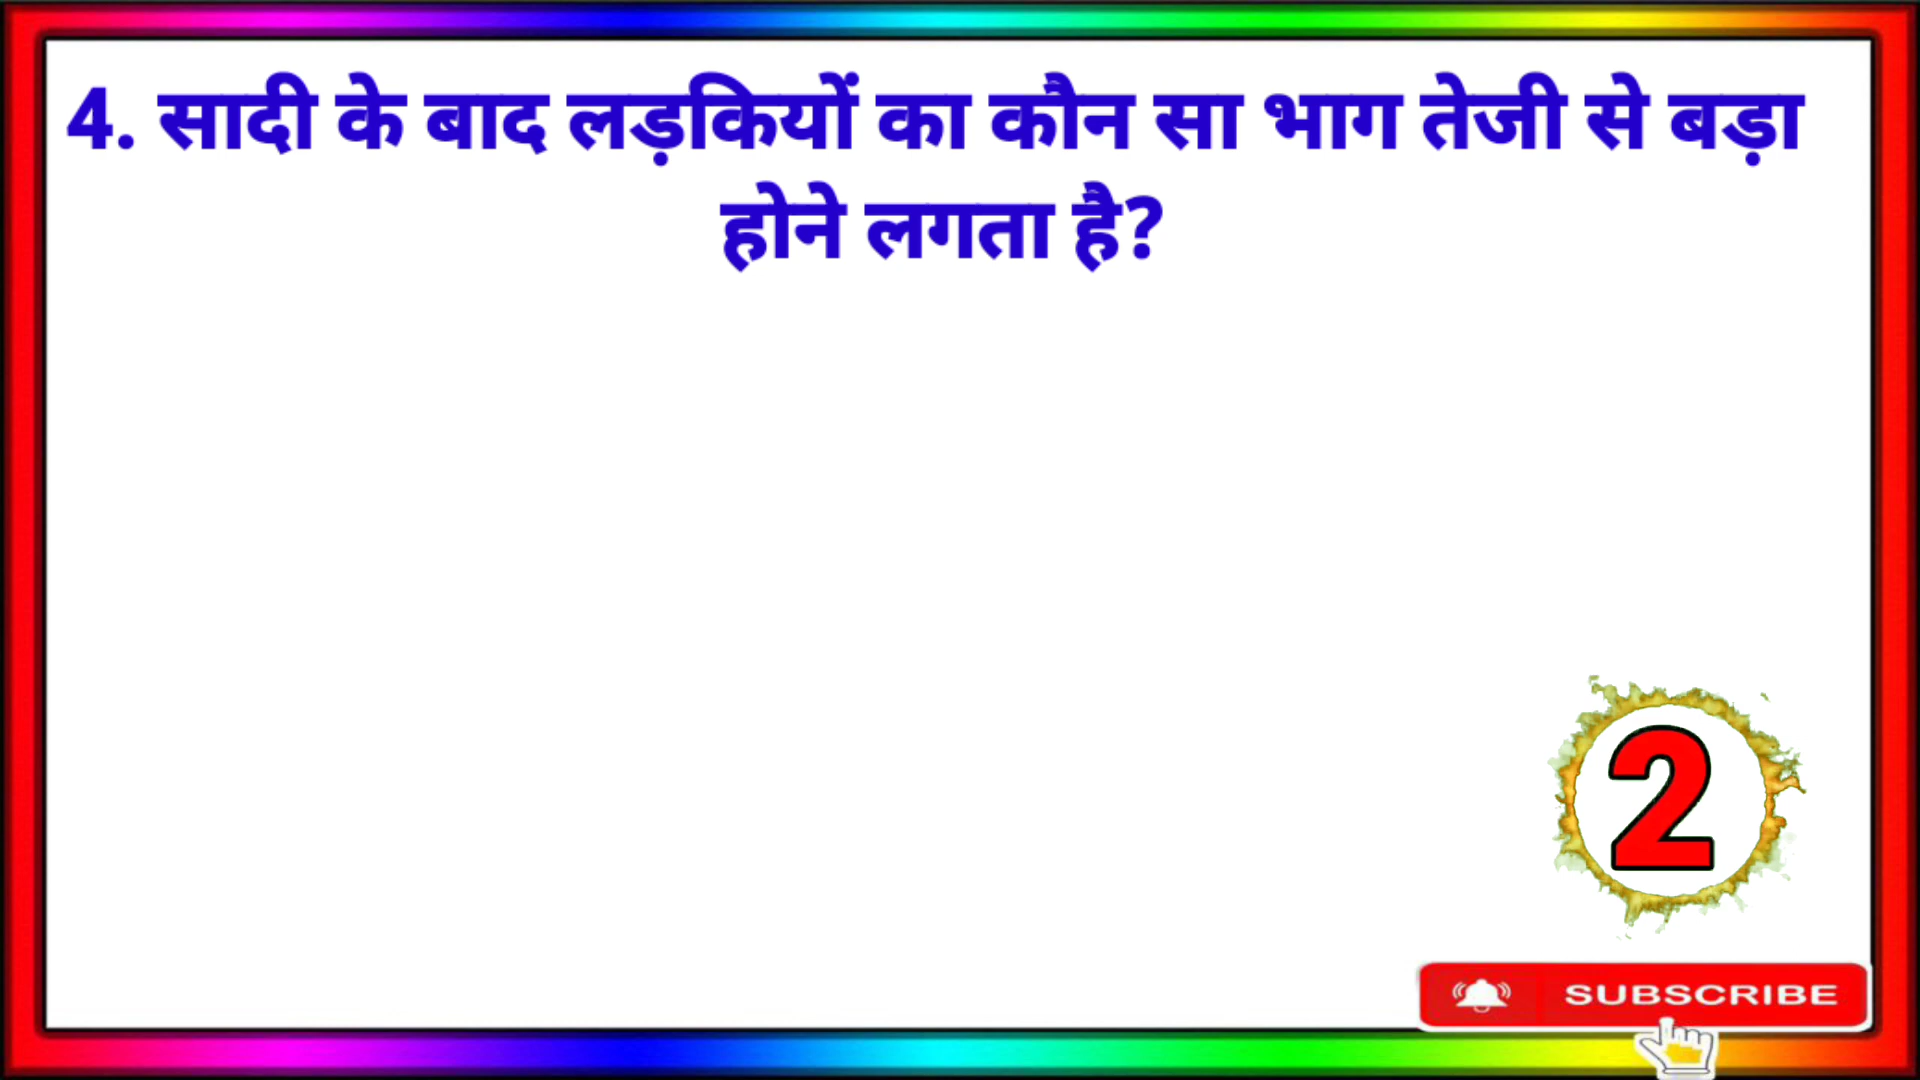 4. सादी के बाद लड़कियों का कौन सा भाग तेजी से बड़ा
होने लगता है?
2
SUBSCRIBE